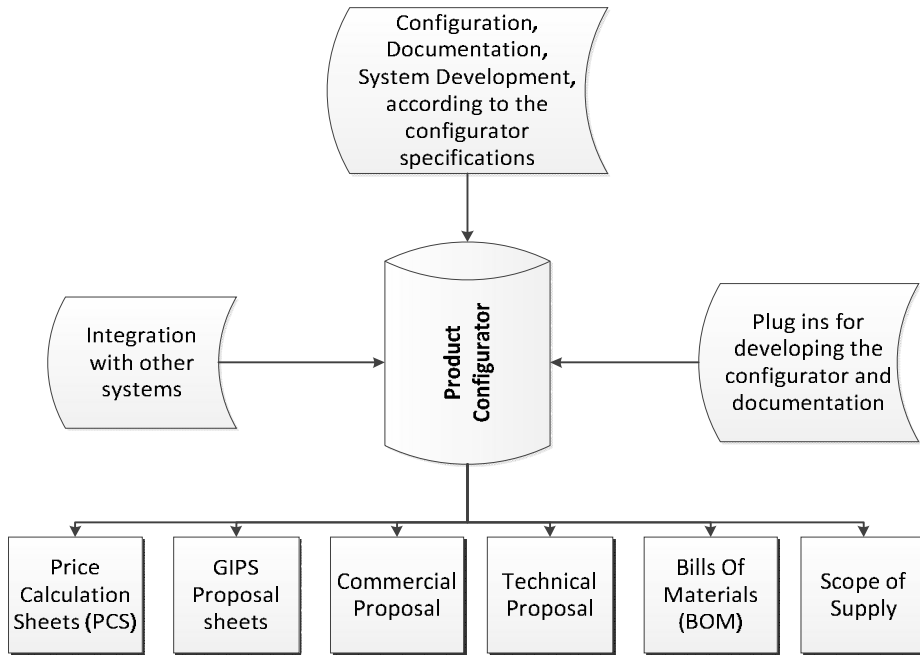 Configuration,
Documentation,
System Development,
according to the
configurator
specifications
Integration
with other
systems
Product
Configurator
Plug ins for
developing the
configurator and
documentation
Price
Calculation
Sheets (PCS)
GIPS
Proposal
sheets
Commercial
Proposal
Technical
Proposal
Bills Of
Materials
(BOM)
Scope of
Supply